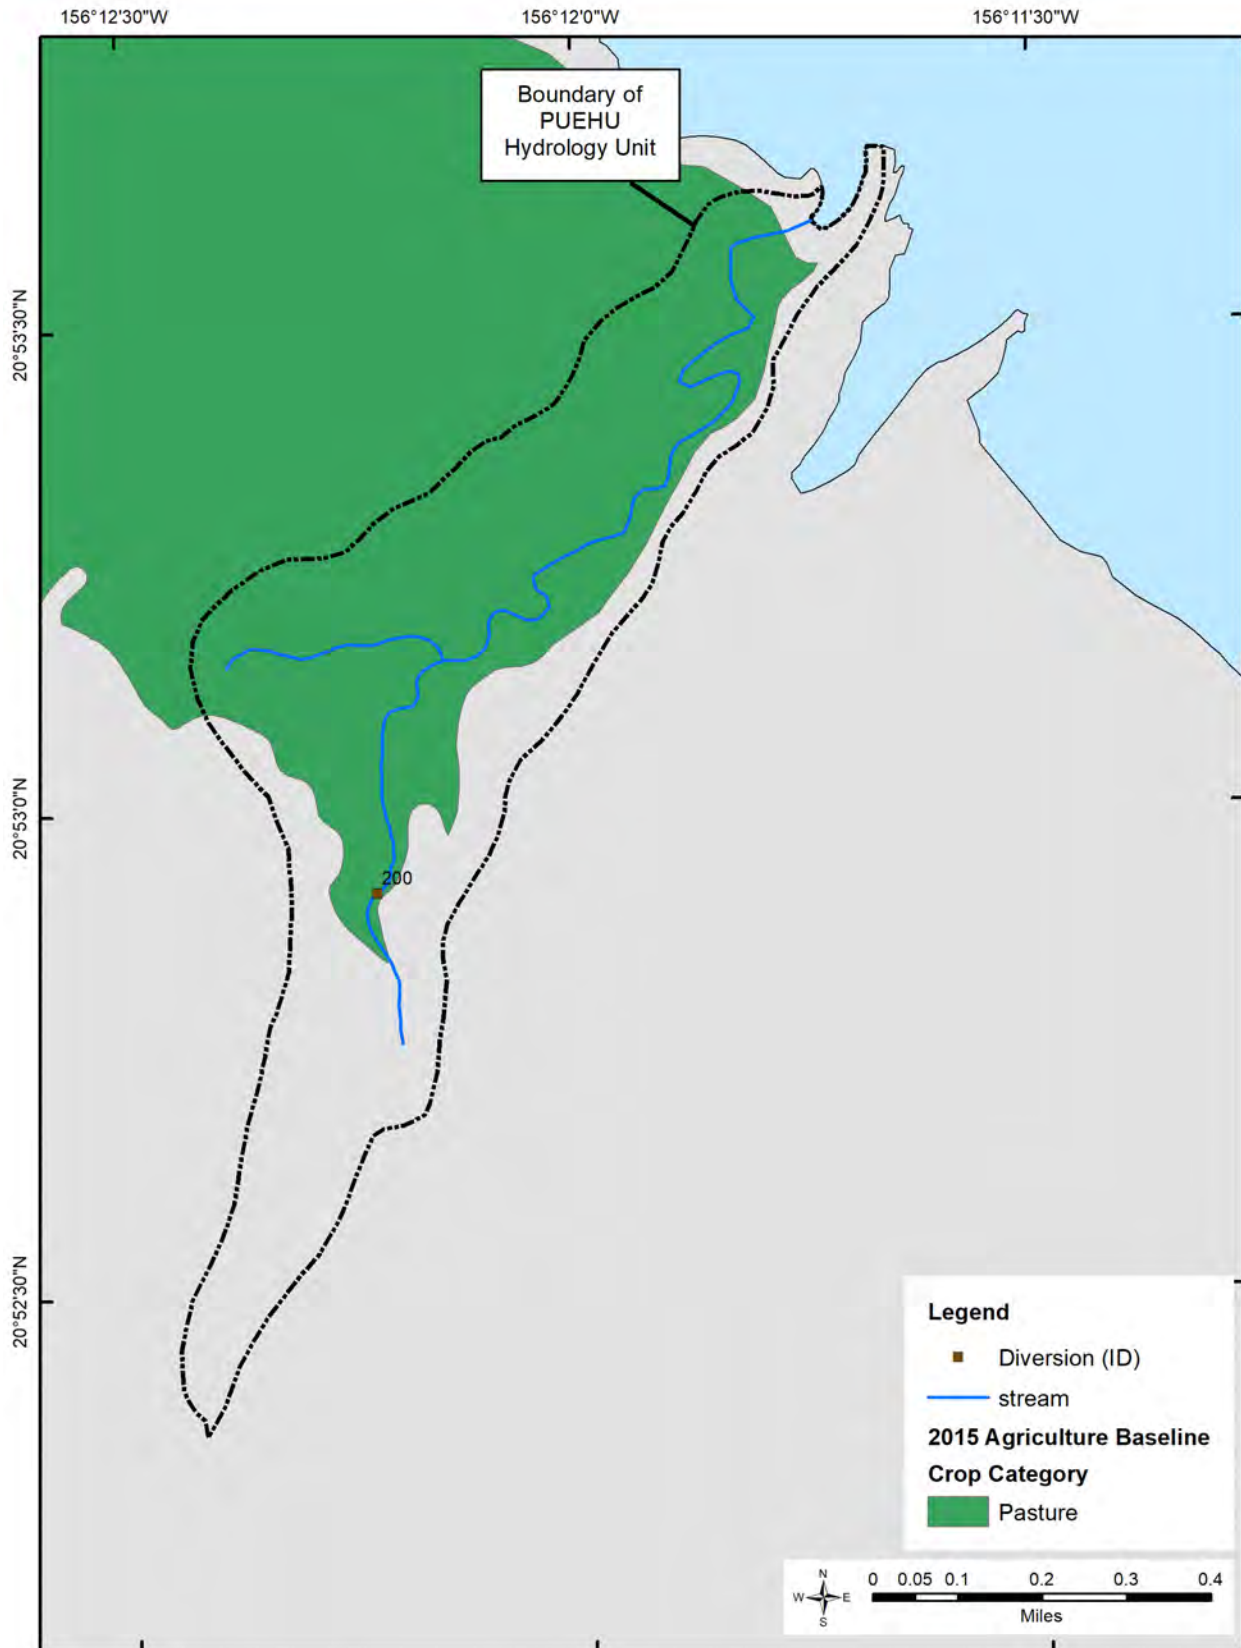 156°12'30"W 156°12'0"W 156°11'30"W
Boundary of
PUEHU
Hydrology Unit
20°53'30"N
20°53'0"N
200
20°52'30"N
Legend
Diversion (ID)
stream
2015 Agriculture Baseline
Crop Category
Pasture
N
W E
S
0 0.05 0.1 0.2 0.3 0.4
Miles